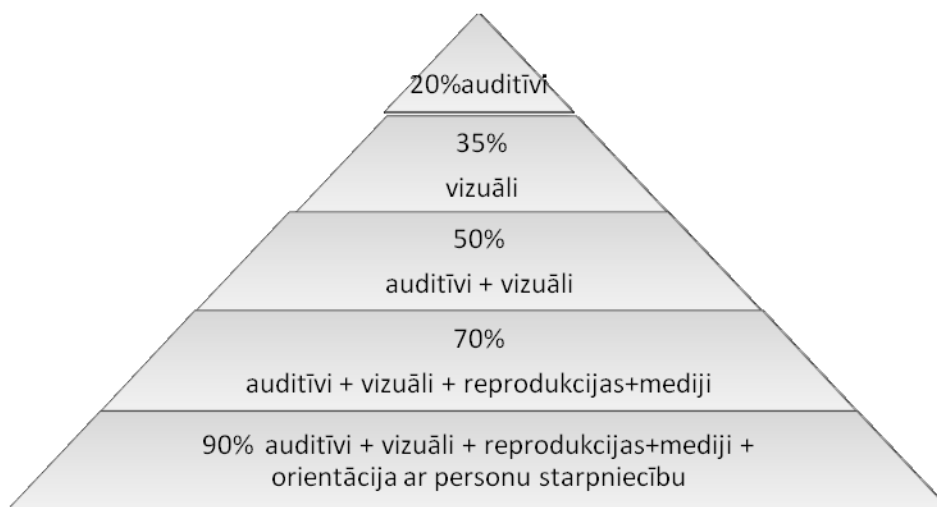 20%auditīvi
35%
vizuāli
50%
auditīvi + vizuāli
70%
auditīvi + vizuāli + reprodukcijas+mediji
90% auditīvi + vizuāli + reprodukcijas+mediji +
orientācija ar personu starpniecību